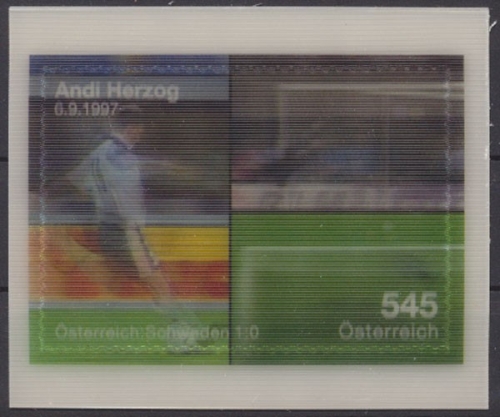 Andi Herzog
6.9.1997
Österreich:Schweden 1:0
545
Österreich